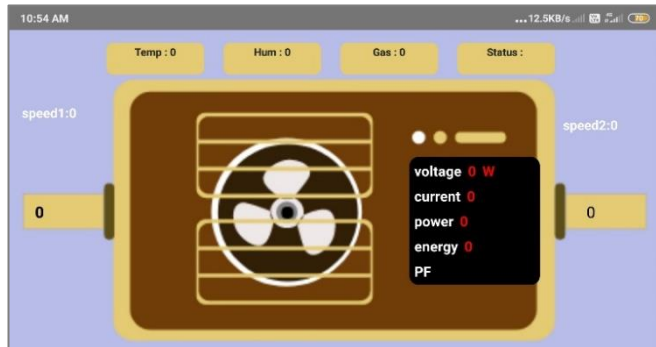 10:54 AM
...12.5KB/s
Temp : 0
Hum : 0
Gas : 0
Status :
speed1:0
speed2:0
voltage 0 W
current 0
power 0
energy 0
PF
0
0